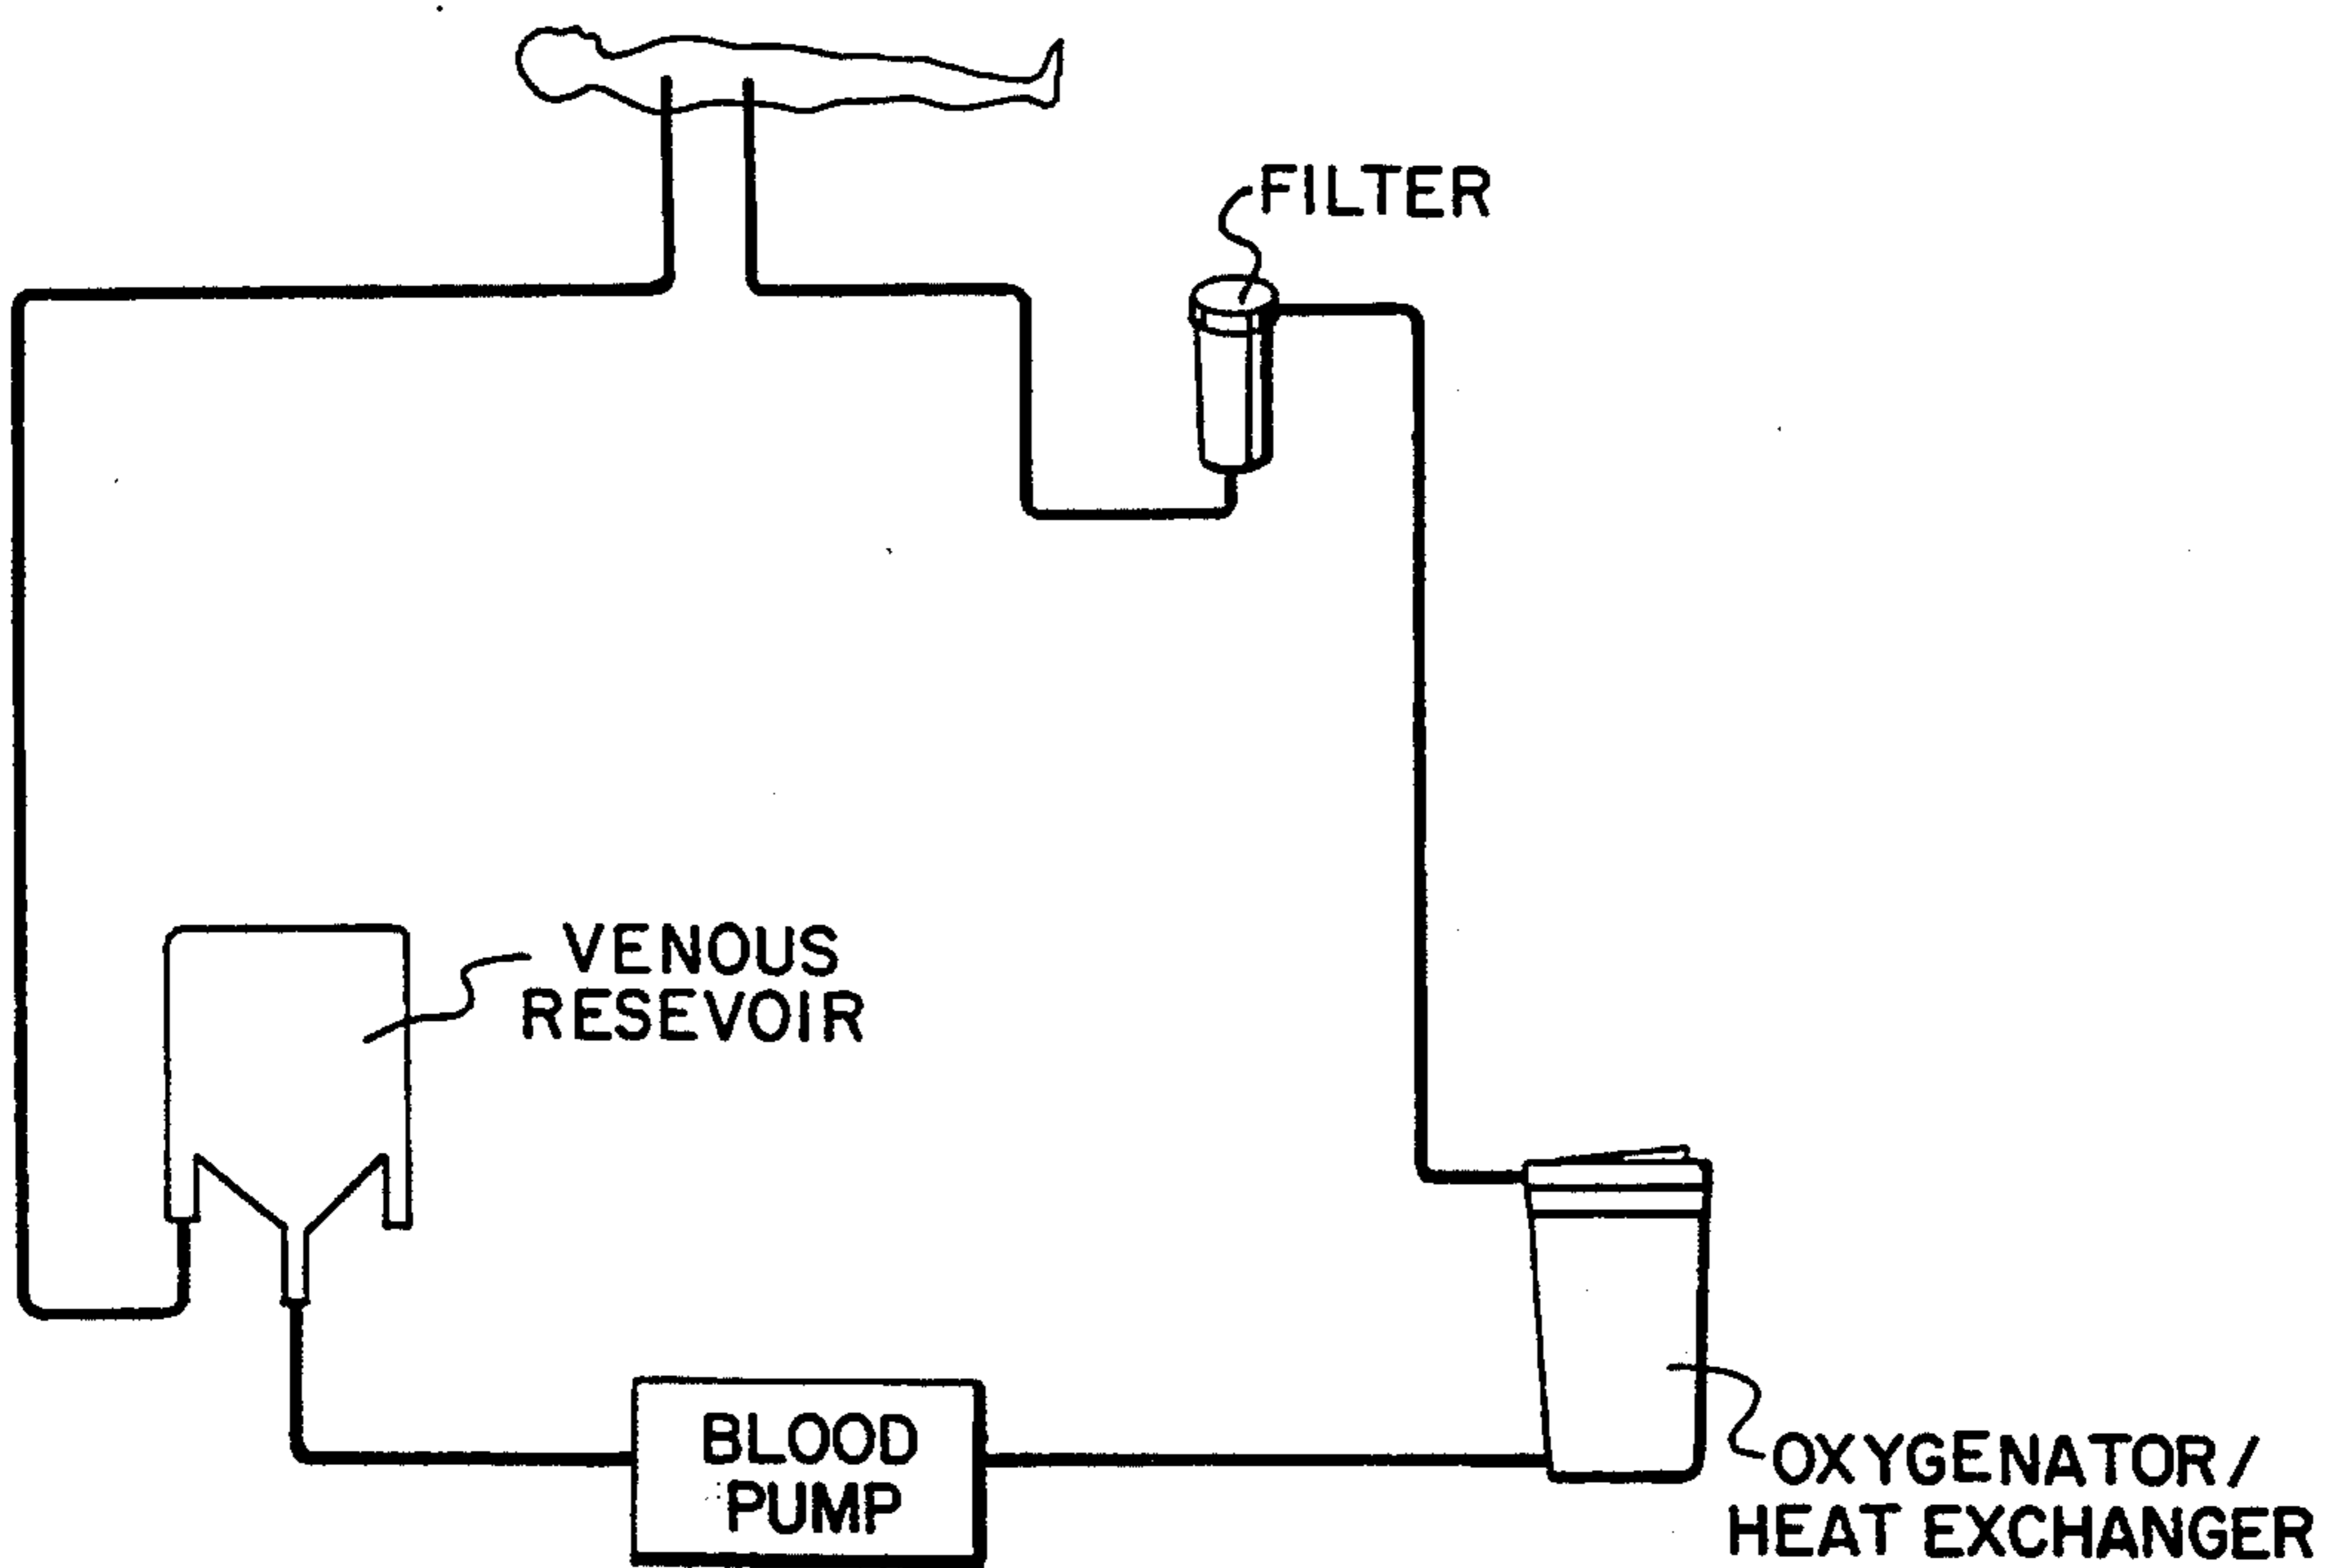 FILTER
VENOUS
RESEVOIR
BLOOD
PUMP
OXYGENATOR/
HEAT EXCHANGER